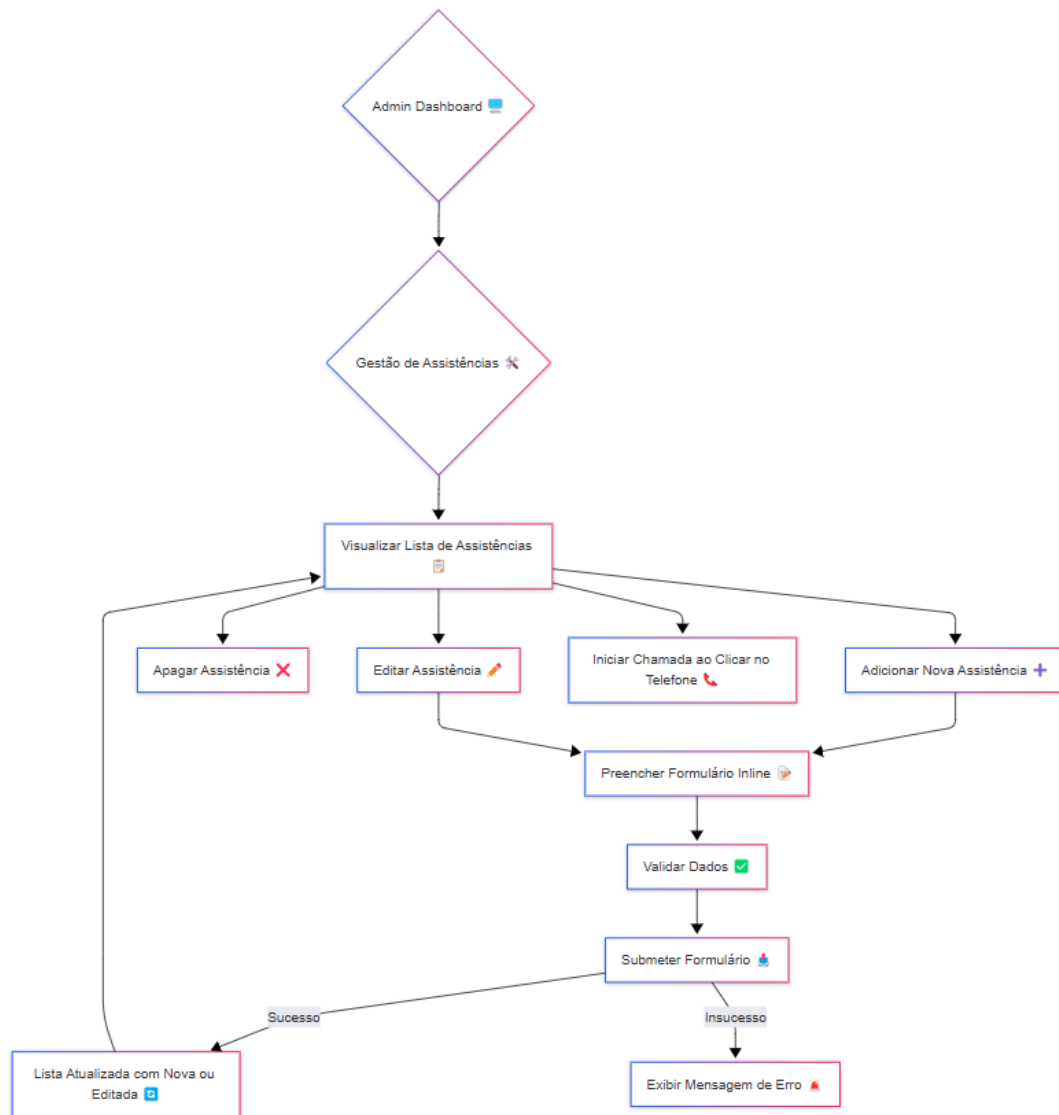 Admin Dashboard 🖥️
Gestão de Assistências 🛠️
Visualizar Lista de Assistências
📋
Apagar Assistência ❌
Editar Assistência ✏️
Iniciar Chamada ao Clicar no
Telefone 📞
Adicionar Nova Assistência ➕
Preencher Formulário Inline 📝
Validar Dados ✅
Submeter Formulário 📤
Sucesso
Insucesso
Lista Atualizada com Nova ou
Editada 🔄
Exibir Mensagem de Erro 🚨